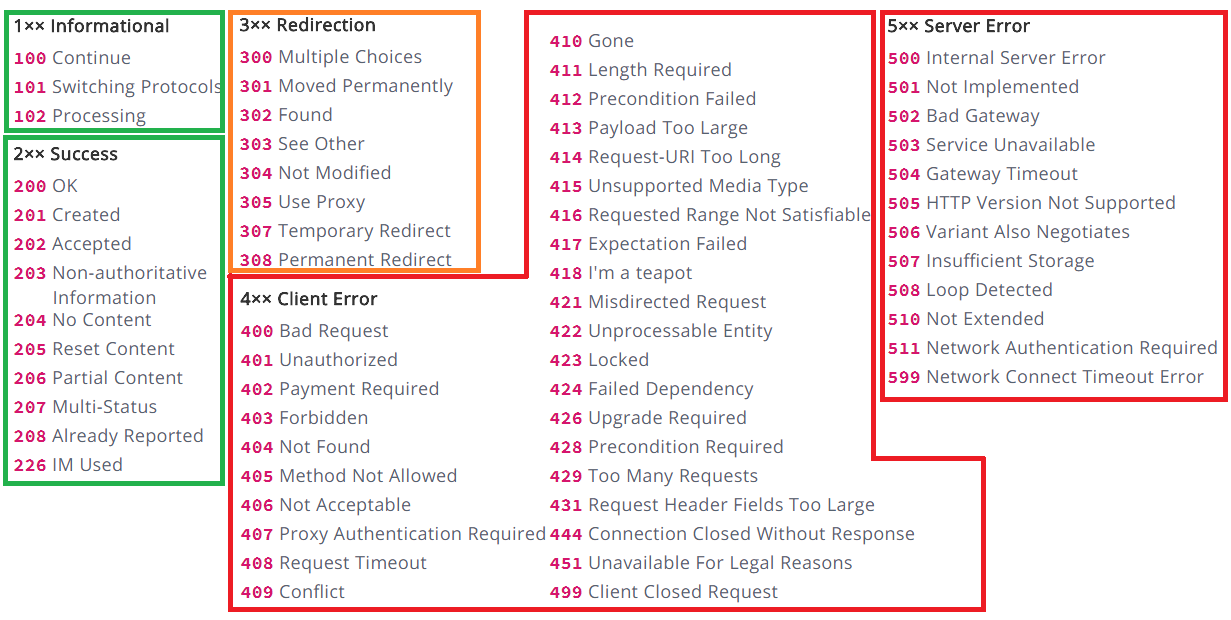 1×× Informational
100 Continue
101 Switching Protocols
102 Processing
2×× Success
200 OK
201 Created
202 Accepted
203 Non-authoritative
Information
204 No Content
205 Reset Content
206 Partial Content
207 Multi-Status
208 Already Reported
226 IM Used
3×× Redirection
300 Multiple Choices
301 Moved Permanently
302 Found
303 See Other
304 Not Modified
305 Use Proxy
307 Temporary Redirect
308 Permanent Redirect
4×× Client Error
400 Bad Request
401 Unauthorized
402 Payment Required
403 Forbidden
404 Not Found
405 Method Not Allowed
406 Not Acceptable
407 Proxy Authentication Required
408 Request Timeout
409 Conflict
410 Gone
411 Length Required
412 Precondition Failed
413 Payload Too Large
414 Request-URI Too Long
415 Unsupported Media Type
416 Requested Range Not Satisfiable
417 Expectation Failed
418 I'm a teapot
421 Misdirected Request
422 Unprocessable Entity
423 Locked
424 Failed Dependency
426 Upgrade Required
428 Precondition Required
429 Too Many Requests
431 Request Header Fields Too Large
444 Connection Closed Without Response
451 Unavailable For Legal Reasons
499 Client Closed Request
5×× Server Error
500 Internal Server Error
501 Not Implemented
502 Bad Gateway
503 Service Unavailable
504 Gateway Timeout
505 HTTP Version Not Supported
506 Variant Also Negotiates
507 Insufficient Storage
508 Loop Detected
510 Not Extended
511 Network Authentication Required
599 Network Connect Timeout Error